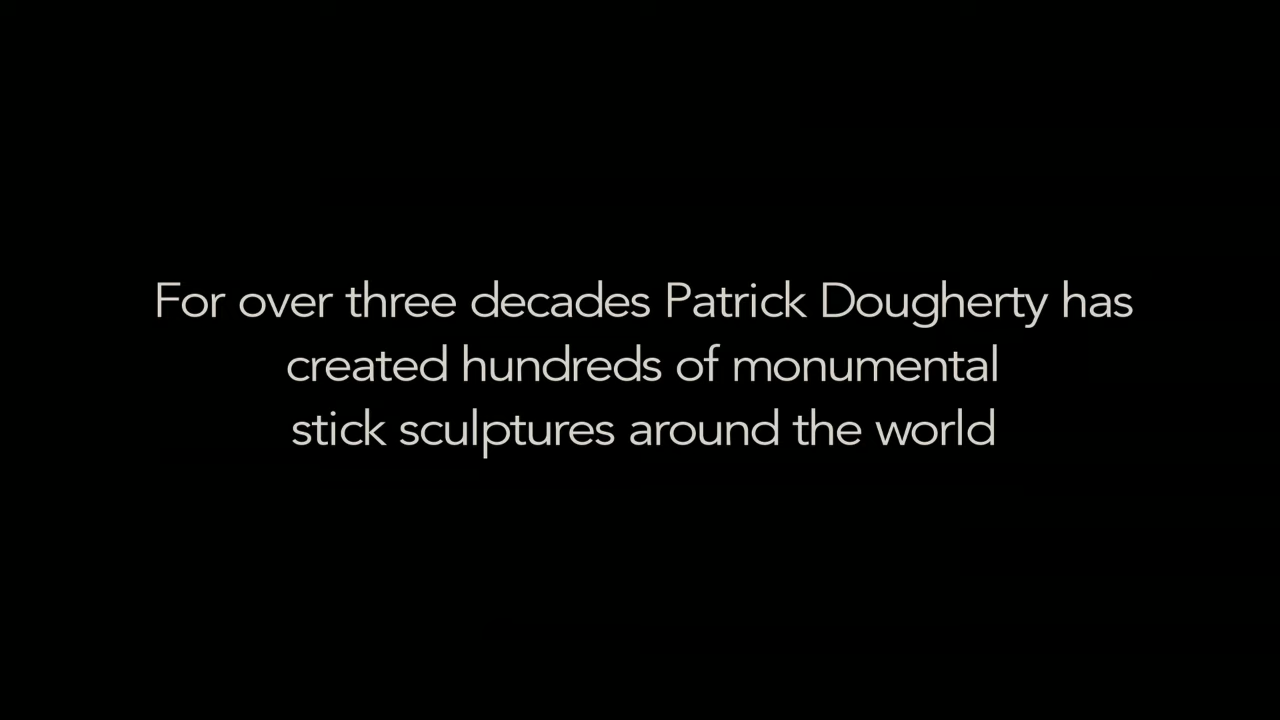 For over three decades Patrick Dougherty has
created hundreds of monumental
stick sculptures around the world